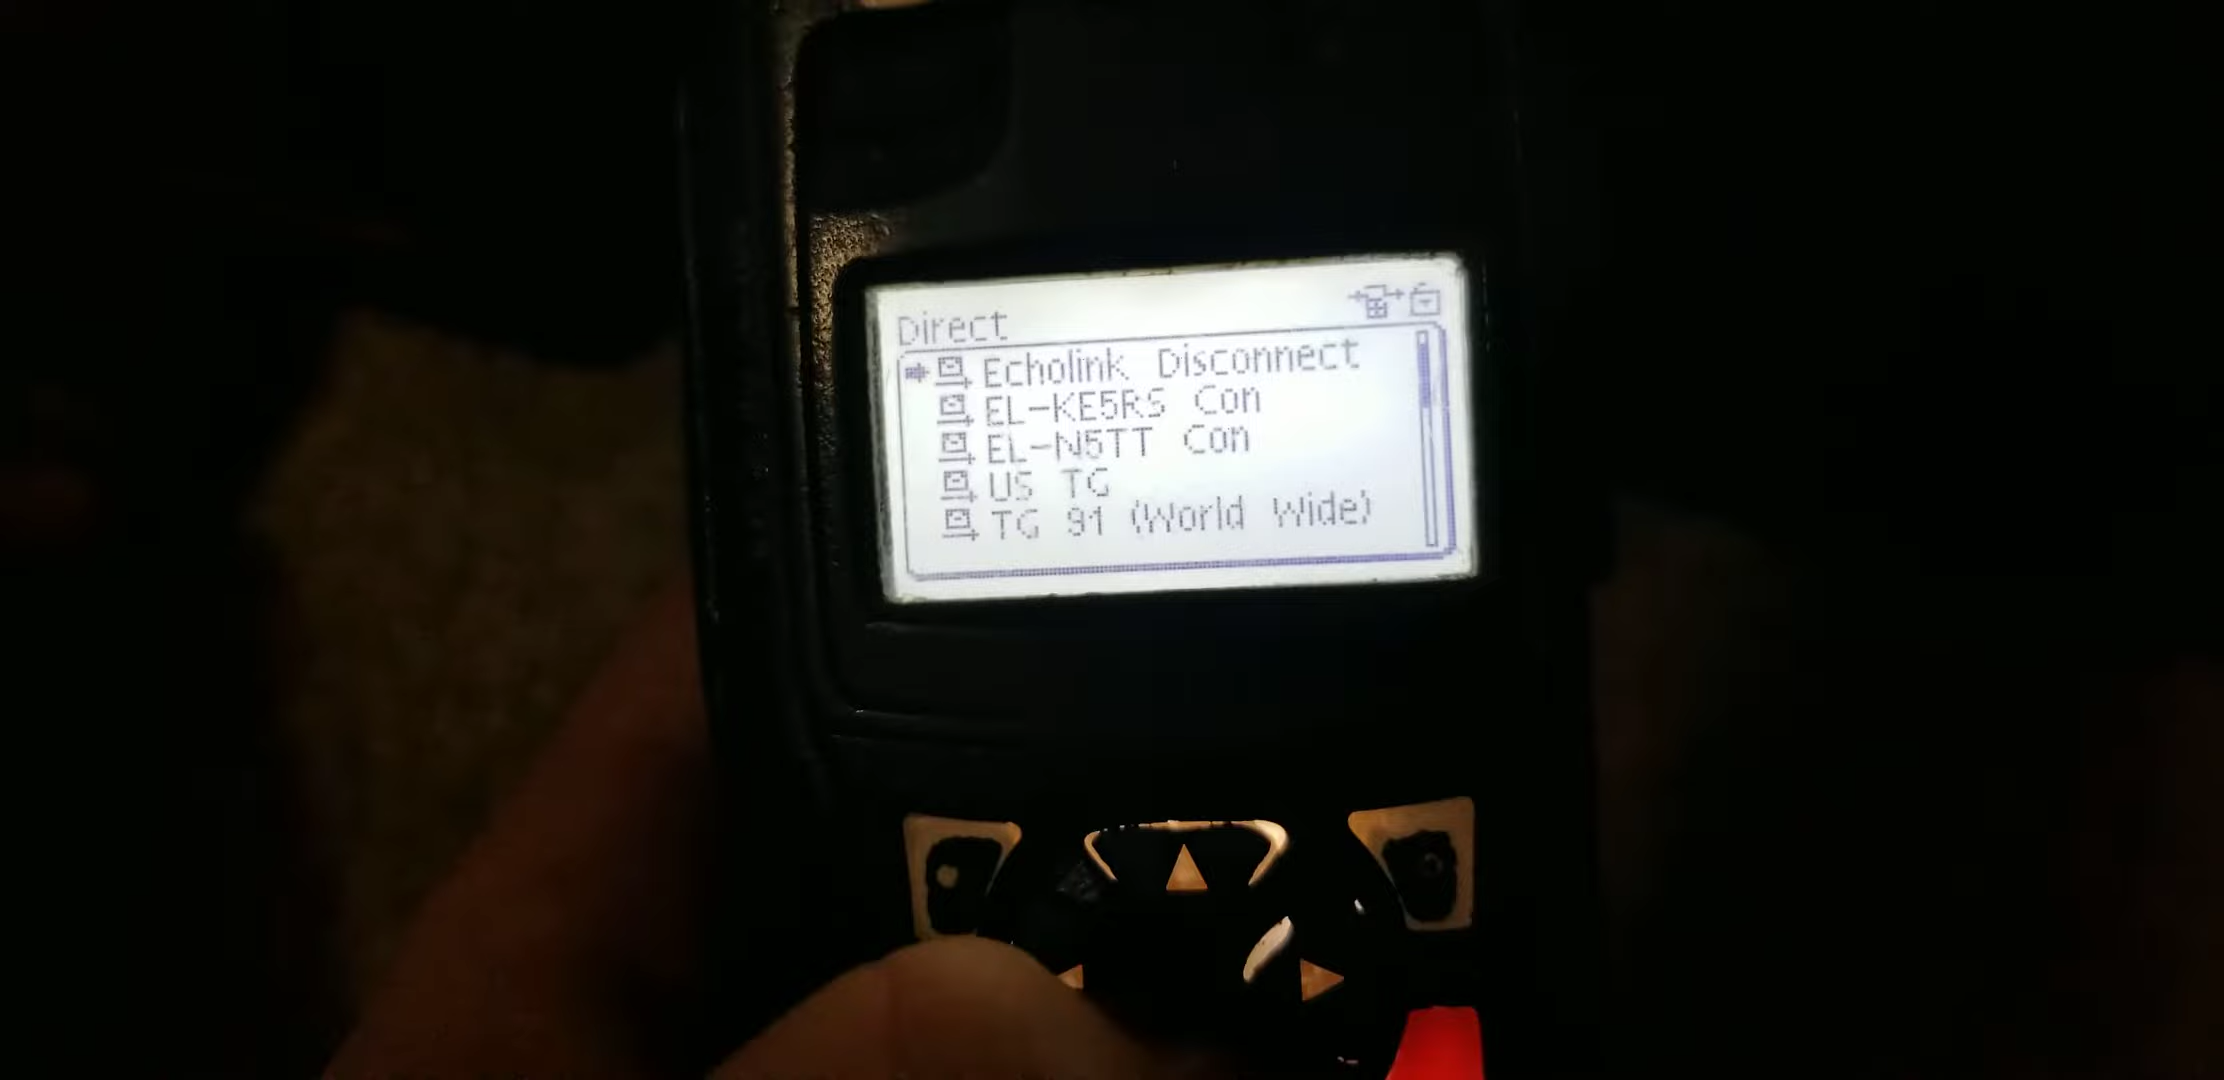 Direct
Echolink Disconnect
EL-KE5RS Con
EL-N5TT Con
US TG
TG 91 (World Wide)